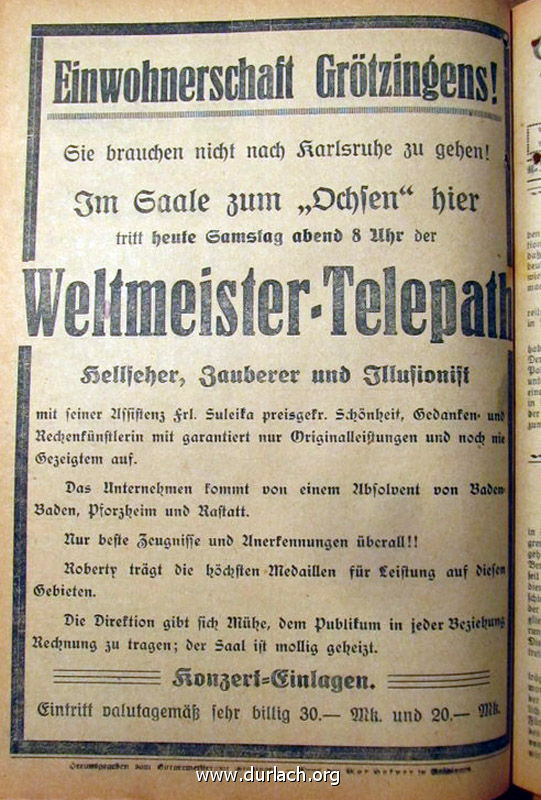 Einwohnerschaft Grötzingens!
Sie brauchen nicht nach Karlsruhe zu gehen!
Im Saale zum „Ochsen“ hier
tritt heute Samstag abend 8 Uhr der
Weltmeister-Telepath
Hellseher, Zauberer und Illusionist
mit seiner Assistenz Frl. Suleika preisgekr. Schönheit, Gedanken- und
Rechenkünstlerin mit garantiert nur Originalleistungen und noch nie
Gezeigtem auf.
Das Unternehmen kommt von einem Absolvent von Baden-
Baden, Pforzheim und Rastatt.
Nur beste Zeugnisse und Anerkennungen überall!!
Roberty trägt die höchsten Medaillen für Leistung auf diesen
Gebieten.
Die Direktion gibt sich Mühe, dem Publikum in jeder Beziehung
Rechnung zu tragen; der Saal ist mollig geheizt.
Konzert-Einlagen.
Eintritt valutagemäß sehr billig 30.— Mk. und 20.— Mk.
Herausgegeben vom Bürgermeister
www.durlach.org